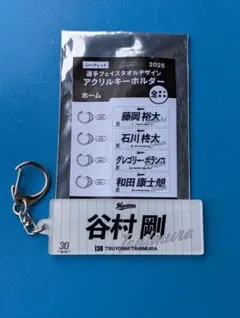 シークレット
2025
選手フェイスタオルデザイン
アクリルキーホルダー
ホーム
藤岡 裕大
石川 柊太
グレゴリー・ポランコ
和田 康士朗
Marines
谷村 剛
Tanimura
30
TSUYOSHI TANIMURA